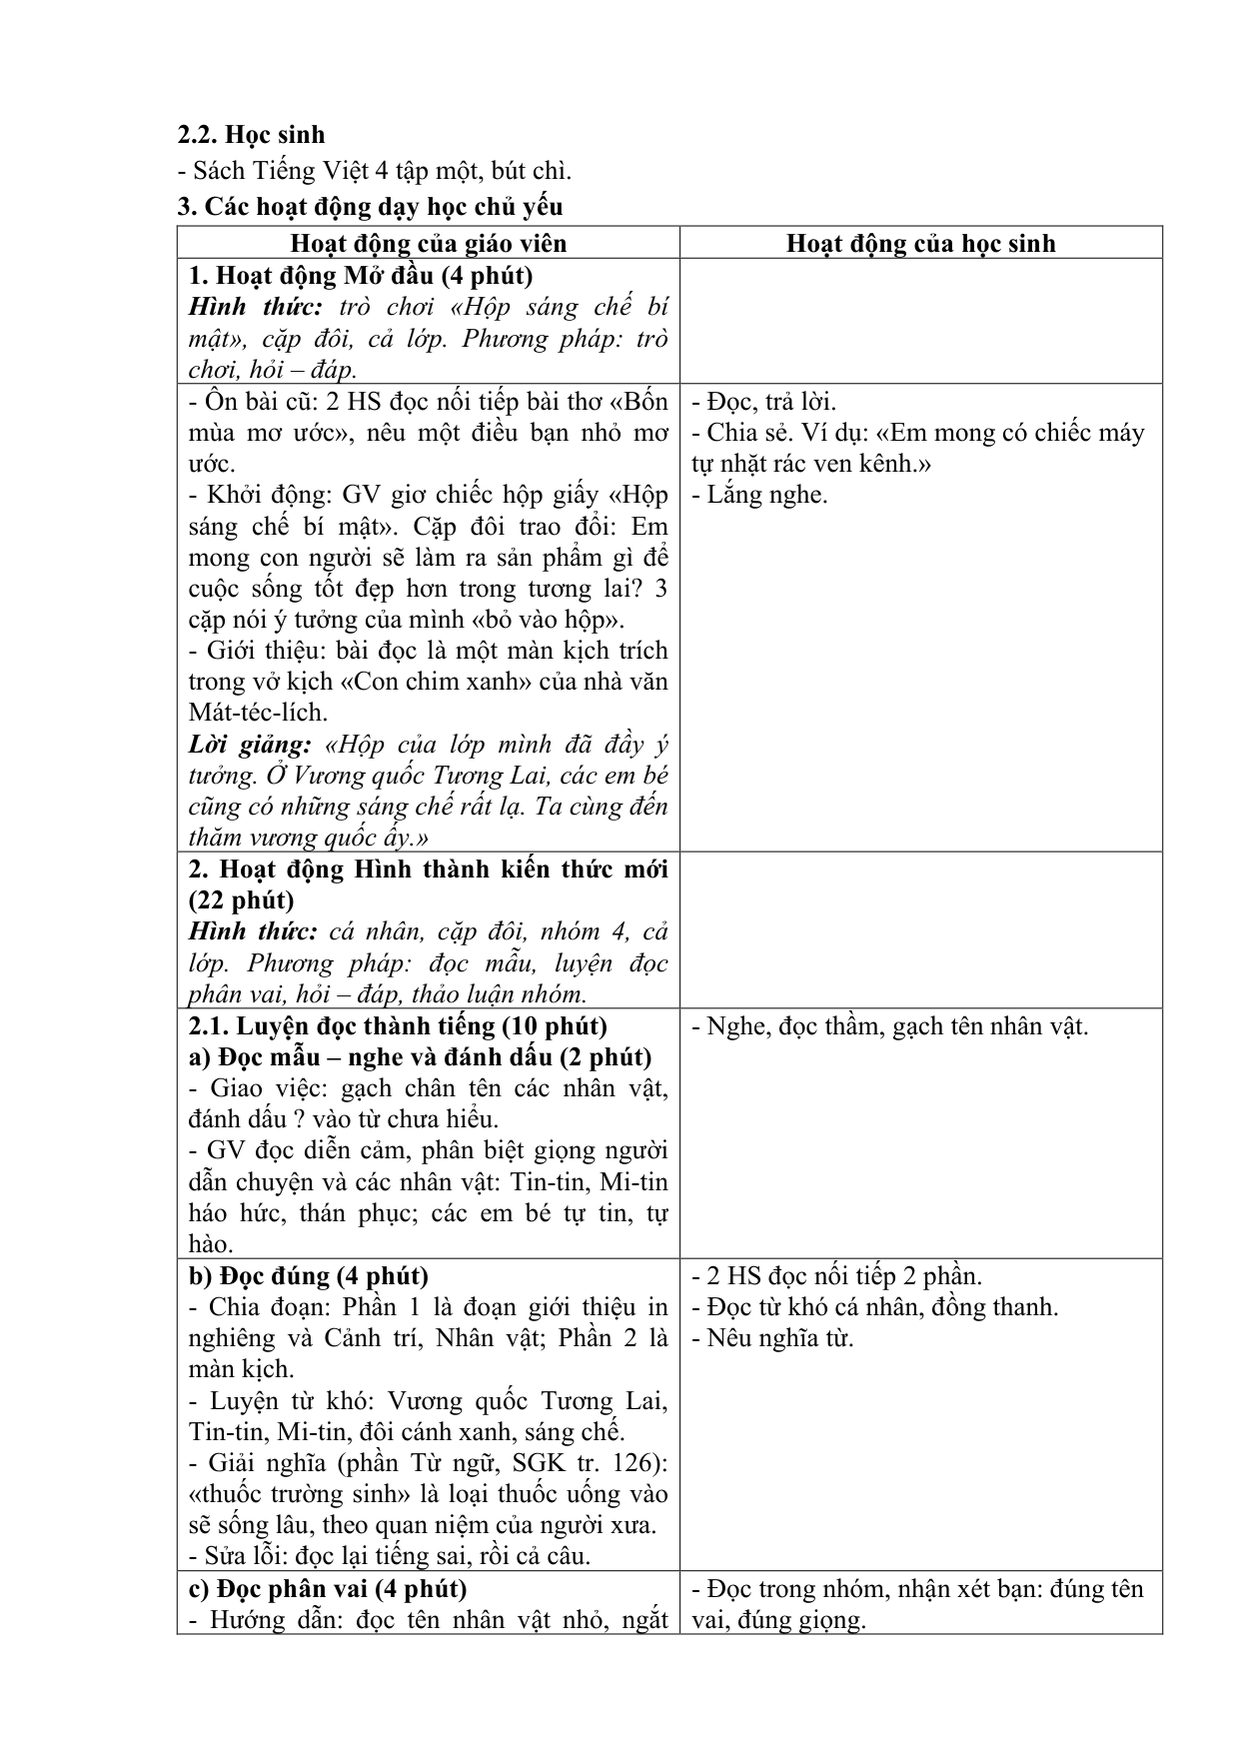 2.2. Học sinh
- Sách Tiếng Việt 4 tập một, bút chì.
3. Các hoạt động dạy học chủ yếu
Hoạt động của giáo viên
Hoạt động của học sinh
1. Hoạt động Mở đầu (4 phút)
Hình thức: trò chơi «Hộp sáng chế bí
mật», cặp đôi, cả lớp. Phương pháp: trò
chơi, hỏi – đáp.
- Ôn bài cũ: 2 HS đọc nối tiếp bài thơ «Bốn
mùa mơ ước», nêu một điều bạn nhỏ mơ
ước.
- Khởi động: GV giơ chiếc hộp giấy «Hộp
sáng chế bí mật». Cặp đôi trao đổi: Em
mong con người sẽ làm ra sản phẩm gì để
cuộc sống tốt đẹp hơn trong tương lai? 3
cặp nói ý tưởng của mình «bỏ vào hộp».
- Giới thiệu: bài đọc là một màn kịch trích
trong vở kịch «Con chim xanh» của nhà văn
Mát-téc-lích.
Lời giảng: «Hộp của lớp mình đã đầy ý
tưởng. Ở Vương quốc Tương Lai, các em bé
cũng có những sáng chế rất lạ. Ta cùng đến
thăm vương quốc ấy.»
- Đọc, trả lời.
- Chia sẻ. Ví dụ: «Em mong có chiếc máy
tự nhặt rác ven kênh.»
- Lắng nghe.
2. Hoạt động Hình thành kiến thức mới
(22 phút)
Hình thức: cá nhân, cặp đôi, nhóm 4, cả
lớp. Phương pháp: đọc mẫu, luyện đọc
phân vai, hỏi – đáp, thảo luận nhóm.
2.1. Luyện đọc thành tiếng (10 phút)
a) Đọc mẫu – nghe và đánh dấu (2 phút)
- Giao việc: gạch chân tên các nhân vật,
đánh dấu ? vào từ chưa hiểu.
- GV đọc diễn cảm, phân biệt giọng người
dẫn chuyện và các nhân vật: Tin-tin, Mi-tin
háo hức, thán phục; các em bé tự tin, tự
hào.
- Nghe, đọc thầm, gạch tên nhân vật.
b) Đọc đúng (4 phút)
- Chia đoạn: Phần 1 là đoạn giới thiệu in
nghiêng và Cảnh trí, Nhân vật; Phần 2 là
màn kịch.
- Luyện từ khó: Vương quốc Tương Lai,
Tin-tin, Mi-tin, đôi cánh xanh, sáng chế.
- Giải nghĩa (phần Từ ngữ, SGK tr. 126):
«thuốc trường sinh» là loại thuốc uống vào
sẽ sống lâu, theo quan niệm của người xưa.
- Sửa lỗi: đọc lại tiếng sai, rồi cả câu.
- 2 HS đọc nối tiếp 2 phần.
- Đọc từ khó cá nhân, đồng thanh.
- Nêu nghĩa từ.
c) Đọc phân vai (4 phút)
- Hướng dẫn: đọc tên nhân vật nhỏ, ngắt
- Đọc trong nhóm, nhận xét bạn: đúng tên
vai, đúng giọng.